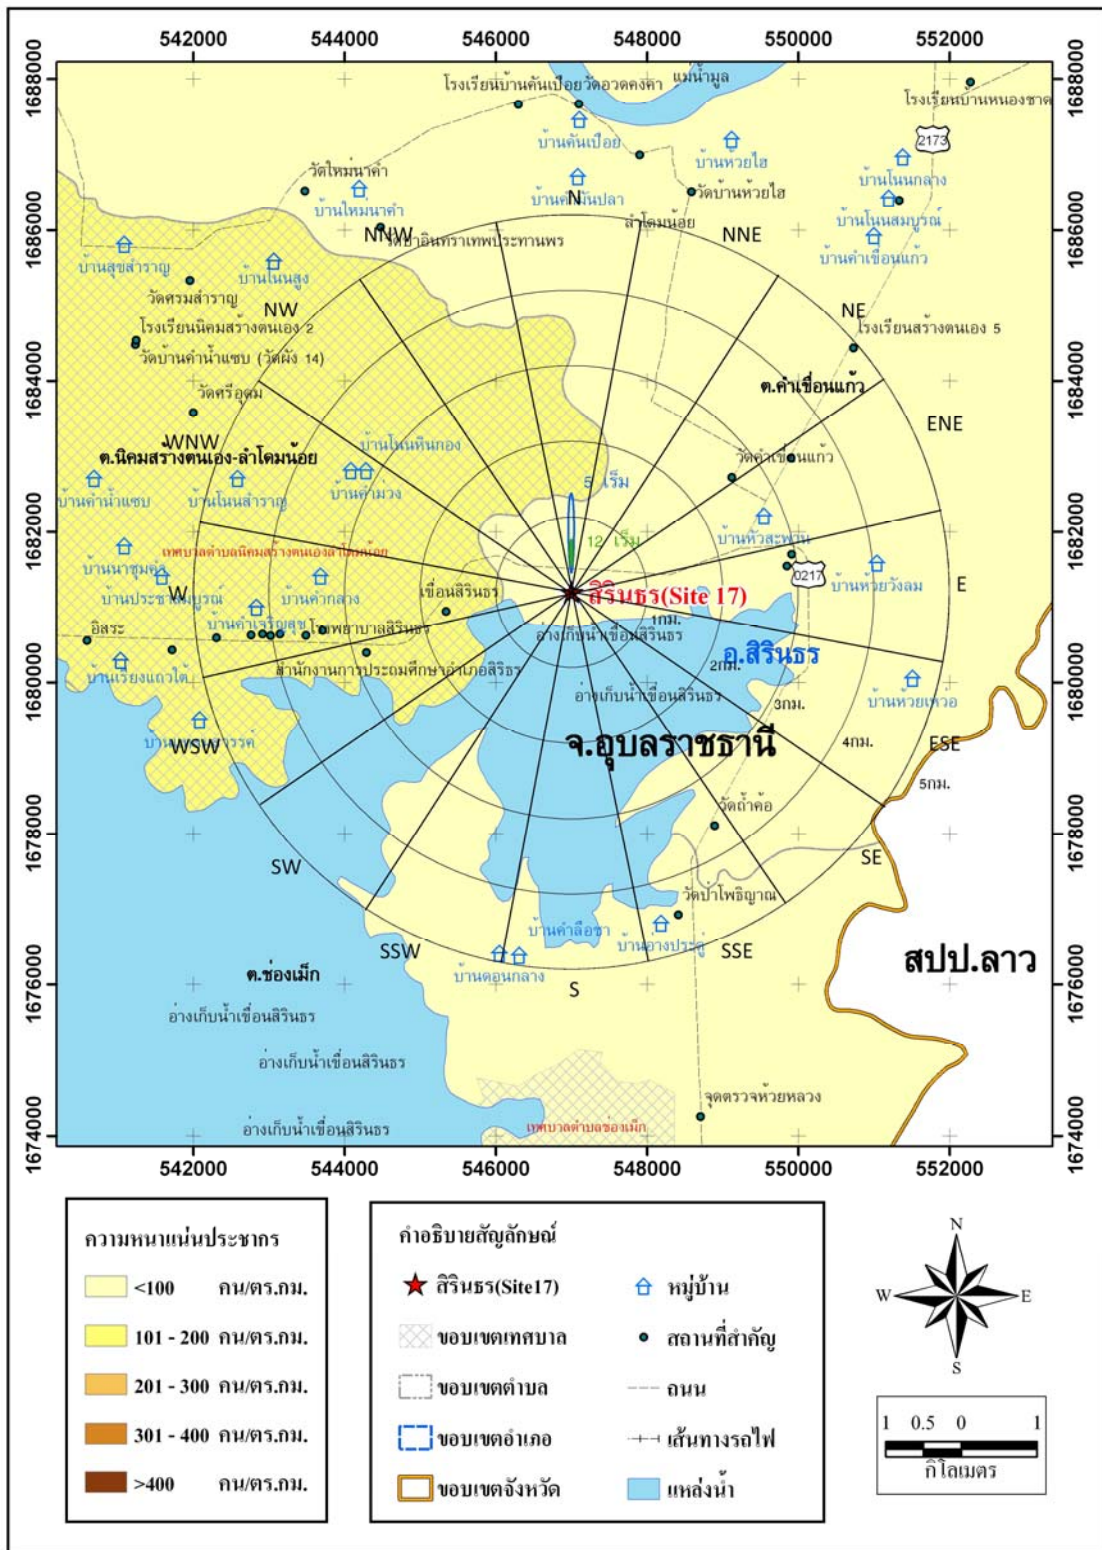 542000 544000 546000 548000 550000 552000
1688000
1688000
โรงเรียนบ้านคันเปือยวัดอวดคงคา
แม่น้ำมูล
โรงเรียนบ้านหนองชาด
2173
บ้านคันเปือย
บ้านห้วยไฮ
บ้านโนนกลาง
วัดใหม่นาคำ
บ้านใหม่นาคำ
N
วัดบ้านห้วยไฮ
บ้านโนนสมบูรณ์
1686000
1686000
ลำโดมน้อย
NNW
วัดป่าอินทราเทพประทานพร
NNE
บ้านคำเขื่อนแก้ว
บ้านสุขสำราญ
บ้านโนนสูง
วัดศรมสำราญ
NW
NE
โรงเรียนนิคมสร้างตนเอง 2
โรงเรียนสร้างตนเอง 5
วัดบ้านคำน้ำแซบ (วัดผัง 14)
1684000
1684000
วัดศรีอุดม
ต.คำเขื่อนแก้ว
WNW
ENE
บ้านโนนหินกอง
ต.นิคมสร้างตนเอง-ลำโดมน้อย
วัดคำเขื่อนแก้ว
บ้านคำน้ำแซบ
บ้านโนนสำราญ
บ้านคำม่วง
5 เร็ม
1682000
1682000
บ้านหัวสะพาน
12 เร็ม
เทศบาลตำบลนิคมสร้างตนเองลำโดมน้อย
บ้านนาชุมคำ
0217
บ้านห้วยวังลม
E
W
บ้านประชาสมบูรณ์
บ้านคำกลาง
เขื่อนสิรินธร
สิรินธร(Site 17)
1กม.
บ้านคำเจริญสุข
อิสระ
โรงพยาบาลสิรินธร
อ่างเก็บน้ำเขื่อนสิรินธร
อ.สิรินธร
2กม.
บ้านเรียงแถวใต้
สำนักงานการประถมศึกษาอำเภอสิริธร
1680000
1680000
อ่างเก็บน้ำเขื่อนสิรินธร
บ้านห้วยเหว่อ
3กม.
WSW
จ.อุบลราชธานี
4กม.
ESE
5กม.
วัดถ้ำค้อ
1678000
1678000
SW
SE
วัดป่าโพธิญาณ
บ้านคำลือชา
บ้านอ่างประดู่
SSW
SSE
สปป.ลาว
ต.ช่องเม็ก
บ้านดอนกลาง
S
1676000
1676000
อ่างเก็บน้ำเขื่อนสิรินธร
อ่างเก็บน้ำเขื่อนสิรินธร
จุดตรวจห้วยหลวง
อ่างเก็บน้ำเขื่อนสิรินธร
เทศบาลตำบลช่องเม็ก
1674000
1674000
542000 544000 546000 548000 550000 552000
ความหนาแน่นประชากร
<100 คน/ตร.กม.
101 - 200 คน/ตร.กม.
201 - 300 คน/ตร.กม.
301 - 400 คน/ตร.กม.
>400 คน/ตร.กม.
คำอธิบายสัญลักษณ์
สิรินธร(Site17)
ขอบเขตเทศบาล
ขอบเขตตำบล
ขอบเขตอำเภอ
ขอบเขตจังหวัด
หมู่บ้าน
สถานที่สำคัญ
ถนน
เส้นทางรถไฟ
แหล่งน้ำ
N
W E
S
1 0.5 0 1
กิโลเมตร